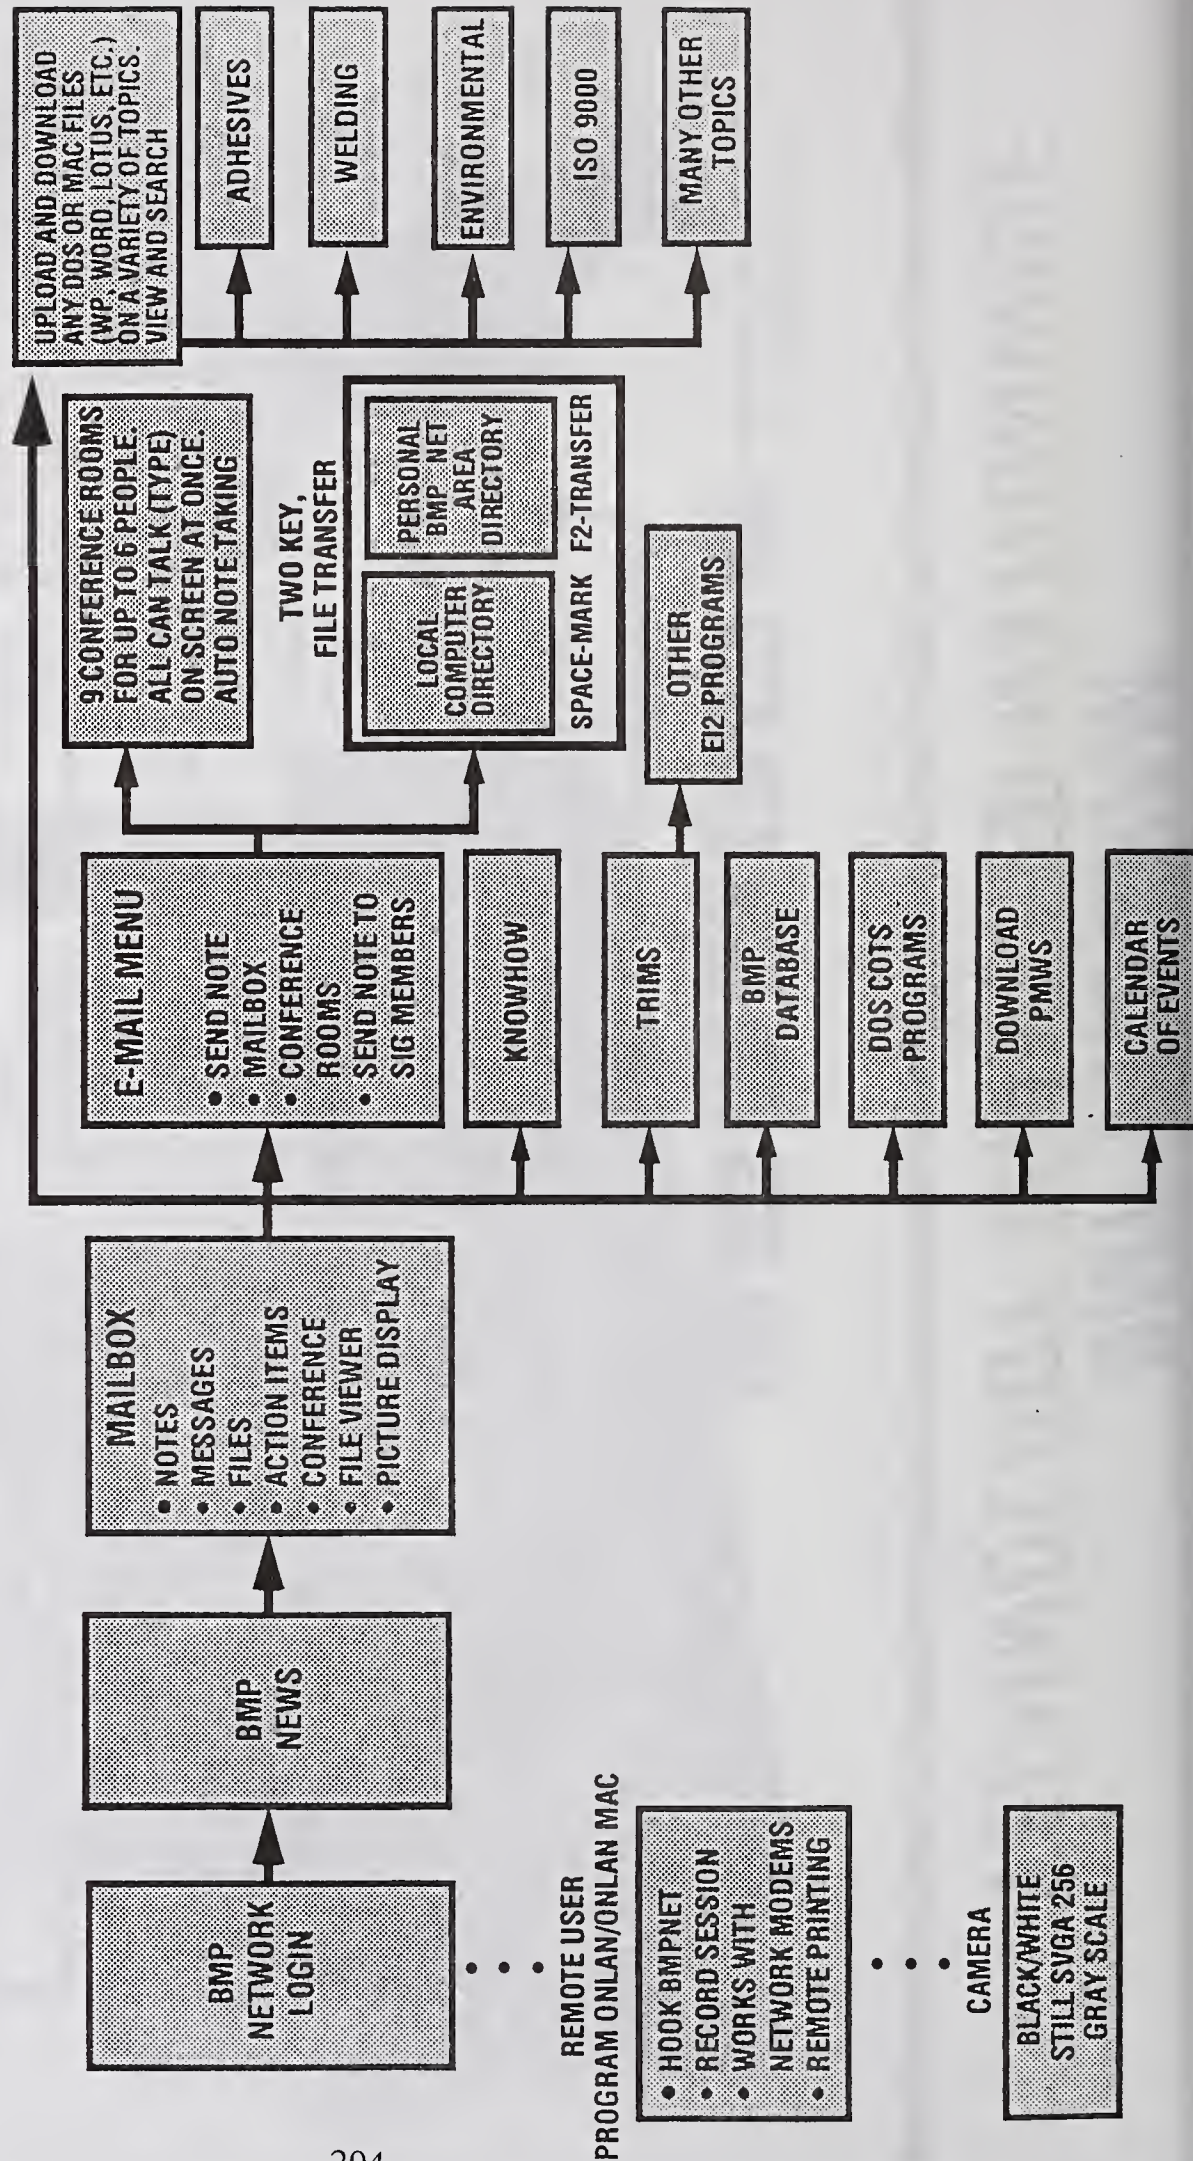 BMP
NETWORK
LOGIN
BMP
NEWS
MAILBOX
• NOTES
• MESSAGES
• FILES
• ACTION ITEMS
• CONFERENCE
• FILE VIEWER
• PICTURE DISPLAY
E-MAIL MENU
• SEND NOTE
• MAILBOX
• CONFERENCE
ROOMS
• SEND NOTE TO
SIG MEMBERS
9 CONFERENCE ROOMS
FOR UP TO 6 PEOPLE.
ALL CAN TALK (TYPE)
ON SCREEN AT ONCE.
AUTO NOTE TAKING
TWO KEY,
FILE TRANSFER
LOCAL
COMPUTER
DIRECTORY
PERSONAL
BMP NET
AREA
DIRECTORY
SPACE-MARK F2-TRANSFER
UPLOAD AND DOWNLOAD
ANY DOS OR MAC FILES
(WP, WORD, LOTUS, ETC.)
ON A VARIETY OF TOPICS.
VIEW AND SEARCH
ADHESIVES
WELDING
ENVIRONMENTAL
ISO 9000
MANY OTHER
TOPICS
KNOWHOW
TRIMS
OTHER
EI2 PROGRAMS
BMP
DATABASE
DOS COTS
PROGRAMS
DOWNLOAD
PMWS
CALENDAR
OF EVENTS
REMOTE USER
PROGRAM ONLAN/ONLAN MAC
• HOOK BMPNET
• RECORD SESSION
• WORKS WITH
NETWORK MODEMS
• REMOTE PRINTING
CAMERA
BLACK/WHITE
STILL SVGA 256
GRAY SCALE